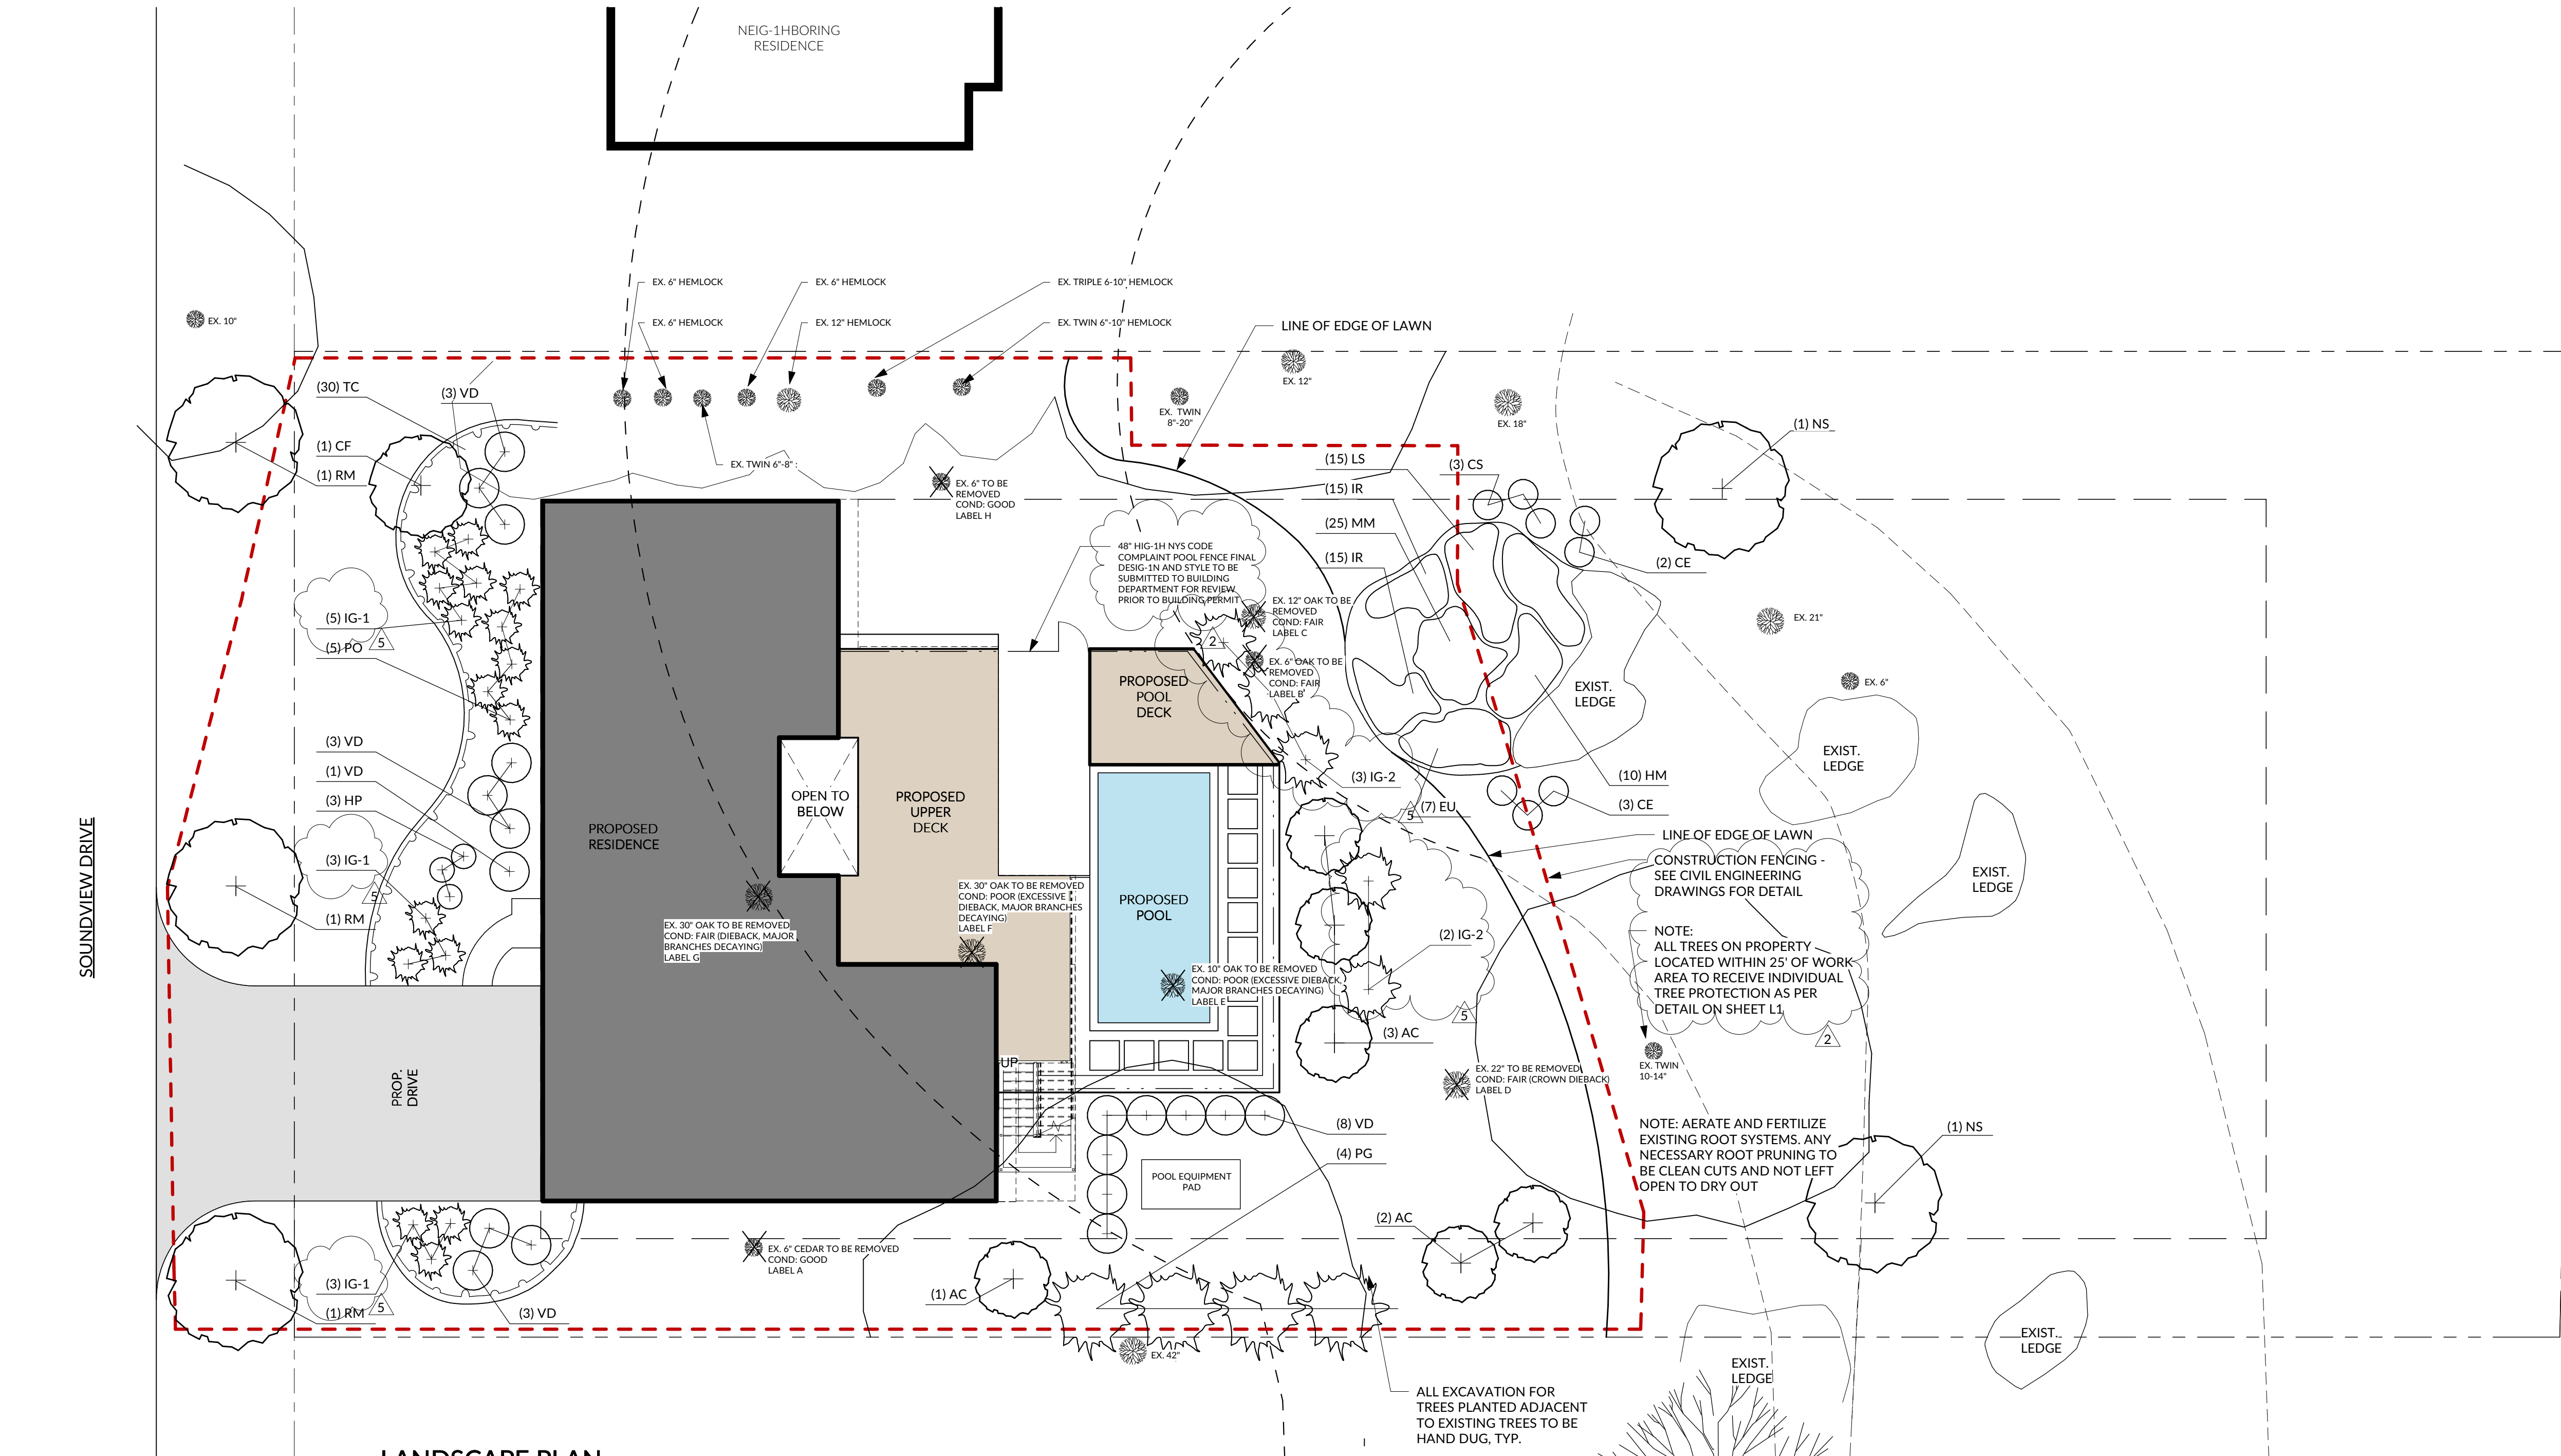 NEIG-1HBORING
RESIDENCE
EX. 6" HEMLOCK
EX. 6" HEMLOCK
EX. TRIPLE 6-10" HEMLOCK
EX. 10"
EX. 6" HEMLOCK
EX. 12" HEMLOCK
EX. TWIN 6"-10" HEMLOCK
LINE OF EDGE OF LAWN
EX. 12"
(30) TC
(3) VD
EX. TWIN
8"-20"
EX. 18"
(1) NS
(1) CF
(1) RM
EX. TWIN 6"-8"
EX. 6" TO BE
REMOVED
COND: GOOD
LABEL H
(15) LS
(3) CS
(15) IR
(25) MM
(15) IR
(2) CE
48" HIG-1H NYS CODE
COMPLAINT POOL FENCE FINAL
DESIG-1N AND STYLE TO BE
SUBMITTED TO BUILDING
DEPARTMENT FOR REVIEW
PRIOR TO BUILDING PERMIT
EX. 12" OAK TO BE
REMOVED
COND: FAIR
LABEL C
2
EX. 6" OAK TO BE
REMOVED
COND: FAIR
LABEL B
(5) IG-1
5
(5) PO
EX. 21"
EX. 6"
PROPOSED
POOL
DECK
EXIST.
LEDGE
EXIST.
LEDGE
(3) VD
(1) VD
(3) HP
OPEN TO
BELOW
PROPOSED
UPPER
DECK
PROPOSED
RESIDENCE
(3) IG-2
5
(7) EU
(10) HM
(3) CE
LINE OF EDGE OF LAWN
CONSTRUCTION FENCING -
SEE CIVIL ENGINEERING
DRAWINGS FOR DETAIL
EXIST.
LEDGE
SOUNDVIEW DRIVE
(3) IG-1
5
(1) RM
EX. 30" OAK TO BE REMOVED
COND: FAIR (DIEBACK, MAJOR
BRANCHES DECAYING)
LABEL G
EX. 30" OAK TO BE REMOVED
COND: POOR (EXCESSIVE
DIEBACK, MAJOR BRANCHES
DECAYING)
LABEL F
PROPOSED
POOL
EX. 10" OAK TO BE REMOVED
COND: POOR (EXCESSIVE DIEBACK,
MAJOR BRANCHES DECAYING)
LABEL E
(2) IG-2
5
(3) AC
NOTE:
ALL TREES ON PROPERTY
LOCATED WITHIN 25' OF WORK
AREA TO RECEIVE INDIVIDUAL
TREE PROTECTION AS PER
DETAIL ON SHEET L1
2
EX. TWIN
10-14"
EX. 22" TO BE REMOVED
COND: FAIR (CROWN DIEBACK)
LABEL D
PROP.
DRIVE
UP
(8) VD
(4) PG
POOL EQUIPMENT
PAD
NOTE: AERATE AND FERTILIZE
EXISTING ROOT SYSTEMS. ANY
NECESSARY ROOT PRUNING TO
BE CLEAN CUTS AND NOT LEFT
OPEN TO DRY OUT
(1) NS
(2) AC
EX. 6" CEDAR TO BE REMOVED
COND: GOOD
LABEL A
(3) IG-1
5
(1) RM
(3) VD
(1) AC
EX. 42"
EXIST.
LEDGE
EXIST.
LEDGE
ALL EXCAVATION FOR
TREES PLANTED ADJACENT
TO EXISTING TREES TO BE
HAND DUG, TYP.
LANDSCAPE PLAN